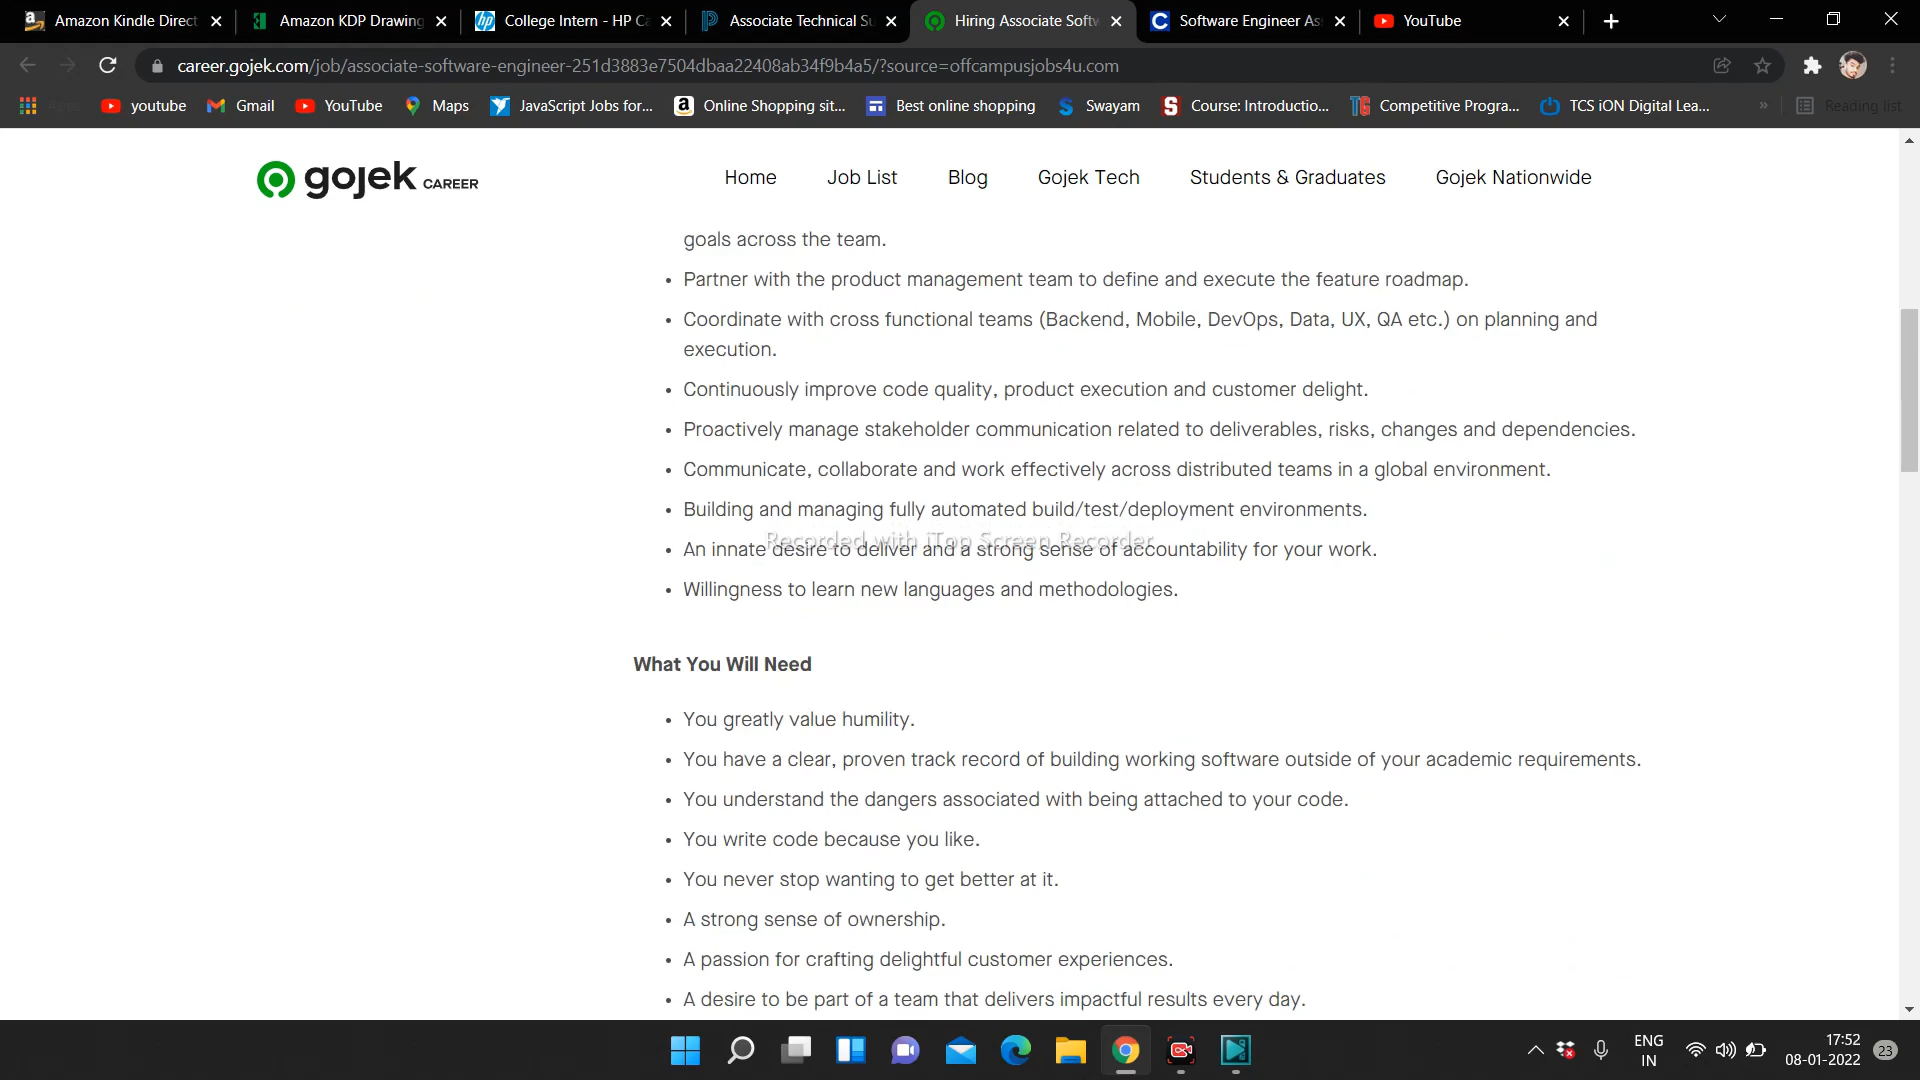 Amazon Kindle Direct
Amazon KDP Drawing
College Intern - HP Ca
Associate Technical Su
Hiring Associate Softw
Software Engineer As
YouTube
career.gojek.com/job/associate-software-engineer-251d3883e7504dbaa22408ab34f9b4a5/?source=offcampusjobs4u.com
Apps
youtube
Gmail
YouTube
Maps
JavaScript Jobs for...
Online Shopping sit...
Best online shopping
Swayam
Course: Introductio...
Competitive Progra...
TCS iON Digital Lea...
»
Reading list
gojek CAREER
Home
Job List
Blog
Gojek Tech
Students & Graduates
Gojek Nationwide
goals across the team.
• Partner with the product management team to define and execute the feature roadmap.
• Coordinate with cross functional teams (Backend, Mobile, DevOps, Data, UX, QA etc.) on planning and
execution.
• Continuously improve code quality, product execution and customer delight.
• Proactively manage stakeholder communication related to deliverables, risks, changes and dependencies.
• Communicate, collaborate and work effectively across distributed teams in a global environment.
• Building and managing fully automated build/test/deployment environments.
Recorded with iTop Screen Recorder
• An innate desire to deliver and a strong sense of accountability for your work.
• Willingness to learn new languages and methodologies.
What You Will Need
• You greatly value humility.
• You have a clear, proven track record of building working software outside of your academic requirements.
• You understand the dangers associated with being attached to your code.
• You write code because you like.
• You never stop wanting to get better at it.
• A strong sense of ownership.
• A passion for crafting delightful customer experiences.
• A desire to be part of a team that delivers impactful results every day.
ENG
IN
17:52
08-01-2022
23